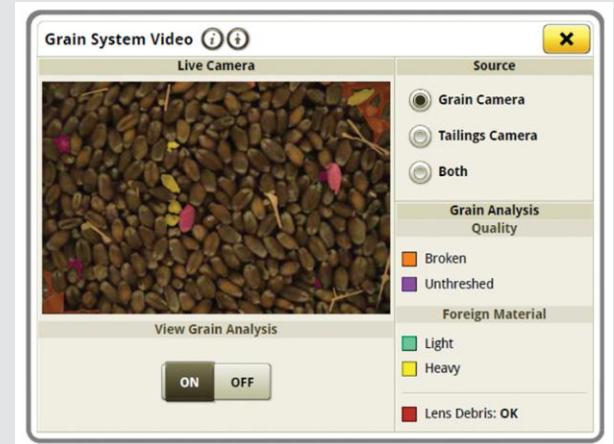 Grain System Video
Live Camera
Source
Grain Camera
Tailings Camera
Both
Grain Analysis
Quality
Broken
Unthreshed
Foreign Material
Light
Heavy
Lens Debris: OK
View Grain Analysis
ON OFF